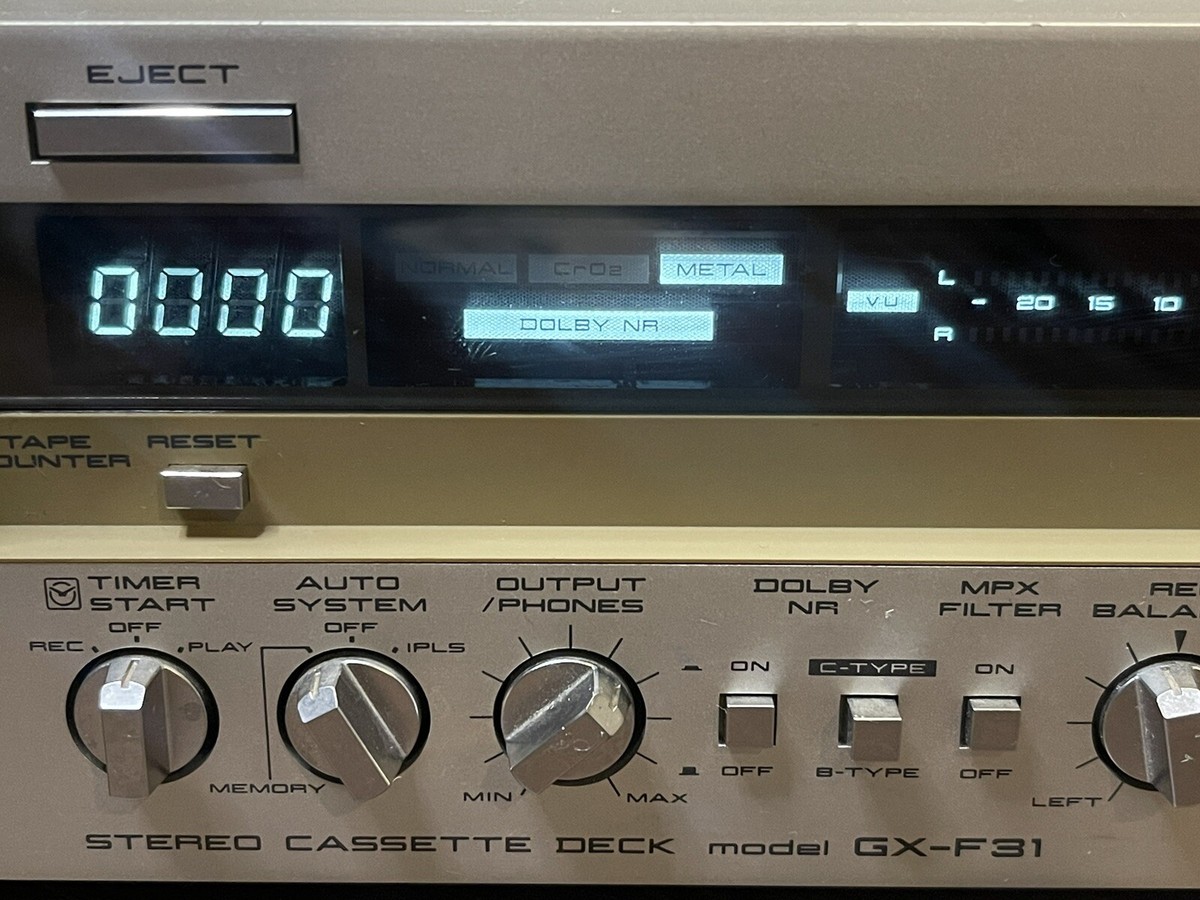 EJECT
0000
NORMAL CrO2 METAL
DOLBY NR
VU
L
- 20 15 10
R
TAPE
OUNTER
RESET
TIMER
START
REC OFF PLAY
AUTO
SYSTEM
OFF IPLS
MEMORY
OUTPUT
/PHONES
MIN MAX
DOLBY
NR
ON
OFF
C-TYPE
B-TYPE
MPX
FILTER
ON
OFF
RE
BALA
LEFT
STEREO CASSETTE DECK model GX-F31